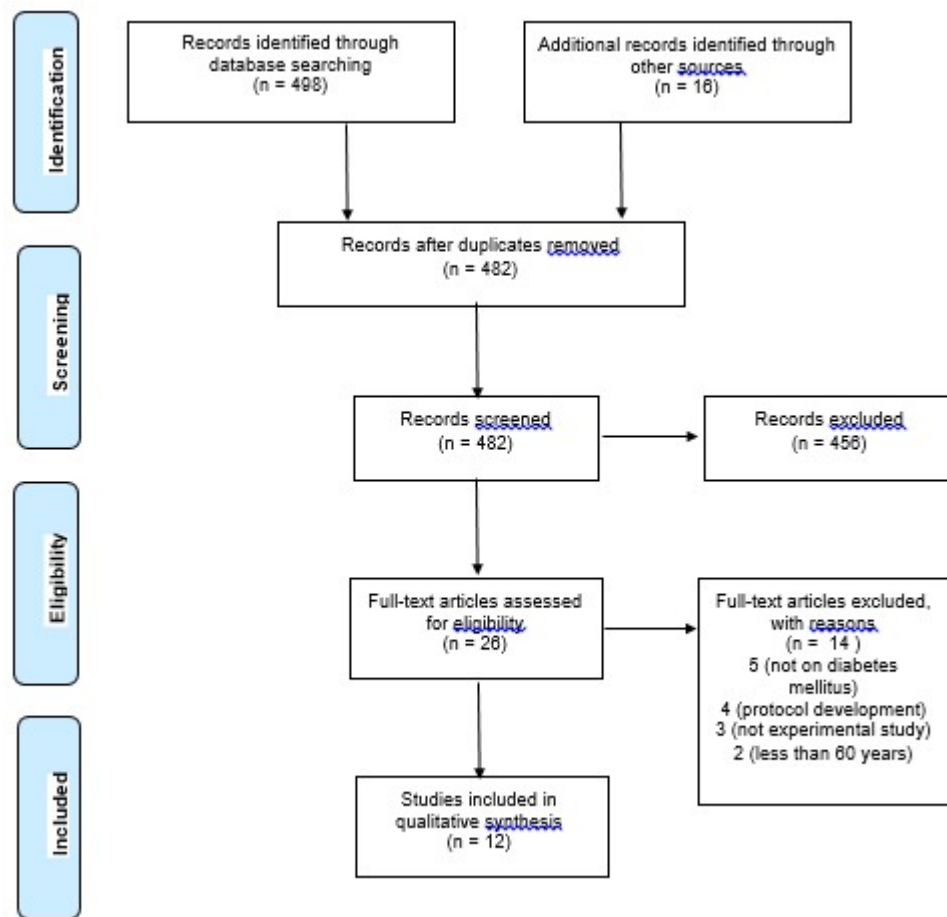 Identification
Records identified through
database searching
(n = 498)
Additional records identified through
other sources
(n = 16)
Screening
Records after duplicates removed
(n = 482)
Records screened
(n = 482)
Records excluded
(n = 456)
Eligibility
Full-text articles assessed
for eligibility
(n = 26)
Full-text articles excluded,
with reasons
(n = 14 )
5 (not on diabetes
mellitus)
4 (protocol development)
3 (not experimental study)
2 (less than 60 years)
Included
Studies included in
qualitative synthesis
(n = 12)